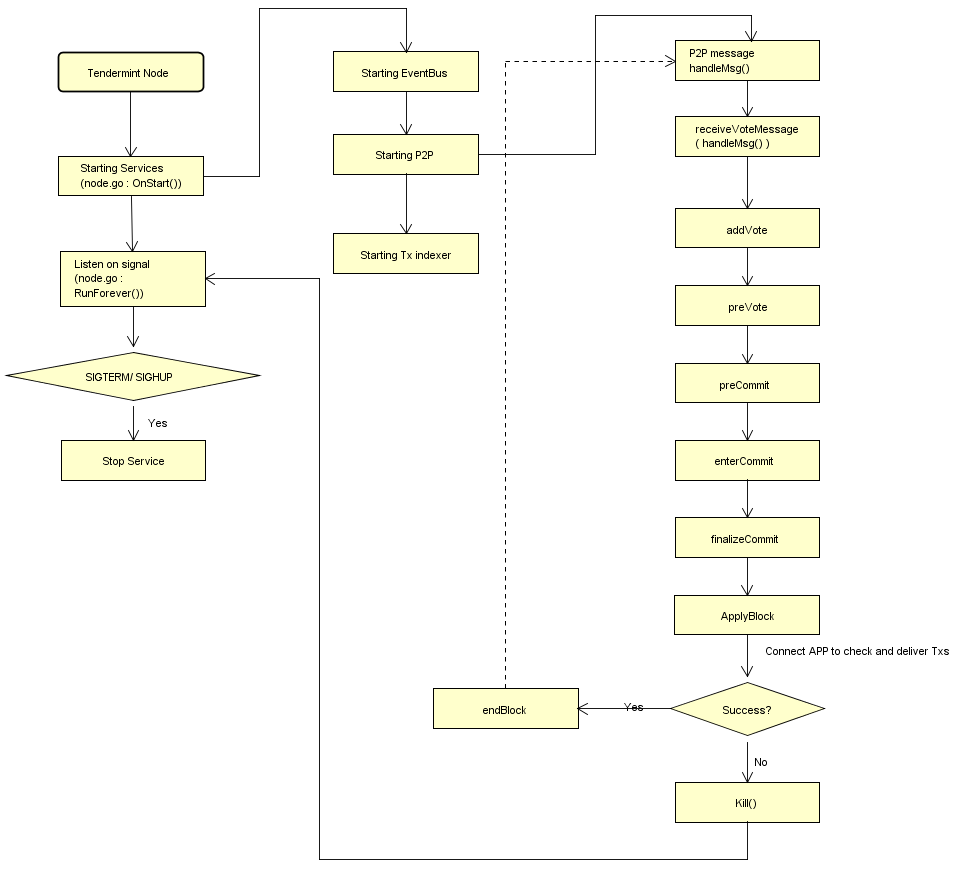 Tendermint Node
Starting Services
(node.go : OnStart())
Listen on signal
(node.go :
RunForever())
SIGTERM/ SIGHUP
Yes
Stop Service
Starting EventBus
Starting P2P
Starting Tx indexer
P2P message
handleMsg()
receiveVoteMessage
( handleMsg() )
addVote
preVote
preCommit
enterCommit
finalizeCommit
ApplyBlock
Connect APP to check and deliver Txs
Success?
Yes
endBlock
No
Kill()